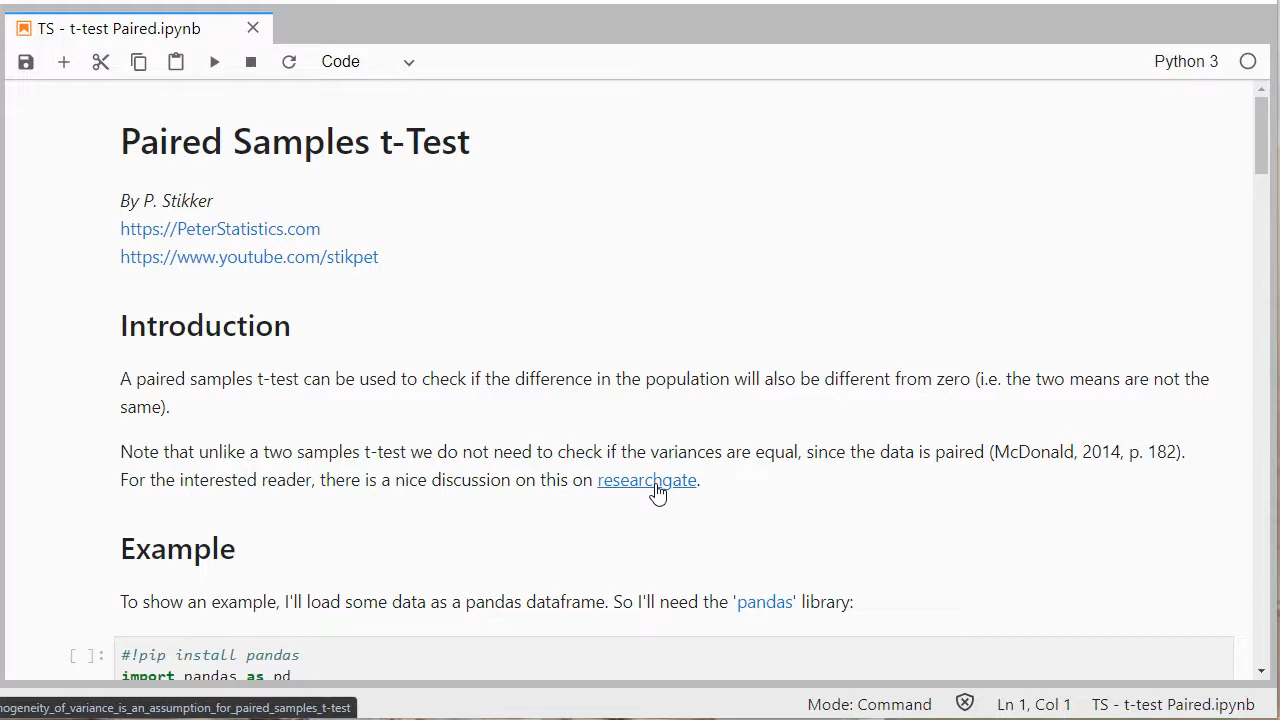 TS - t-test Paired.ipynb
Code
Python 3
Paired Samples t-Test
By P. Stikker
https://PeterStatistics.com
https://www.youtube.com/stikpet
Introduction
A paired samples t-test can be used to check if the difference in the population will also be different from zero (i.e. the two means are not the
same).
Note that unlike a two samples t-test we do not need to check if the variances are equal, since the data is paired (McDonald, 2014, p. 182).
For the interested reader, there is a nice discussion on this on researchgate.
Example
To show an example, I'll load some data as a pandas dataframe. So I'll need the 'pandas' library:
[ ]: #!pip install pandas
import pandas as pd
nogeneity_of_variance_is_an_assumption_for_paired_samples_t-test
Mode: Command Ln 1, Col 1 TS - t-test Paired.ipynb